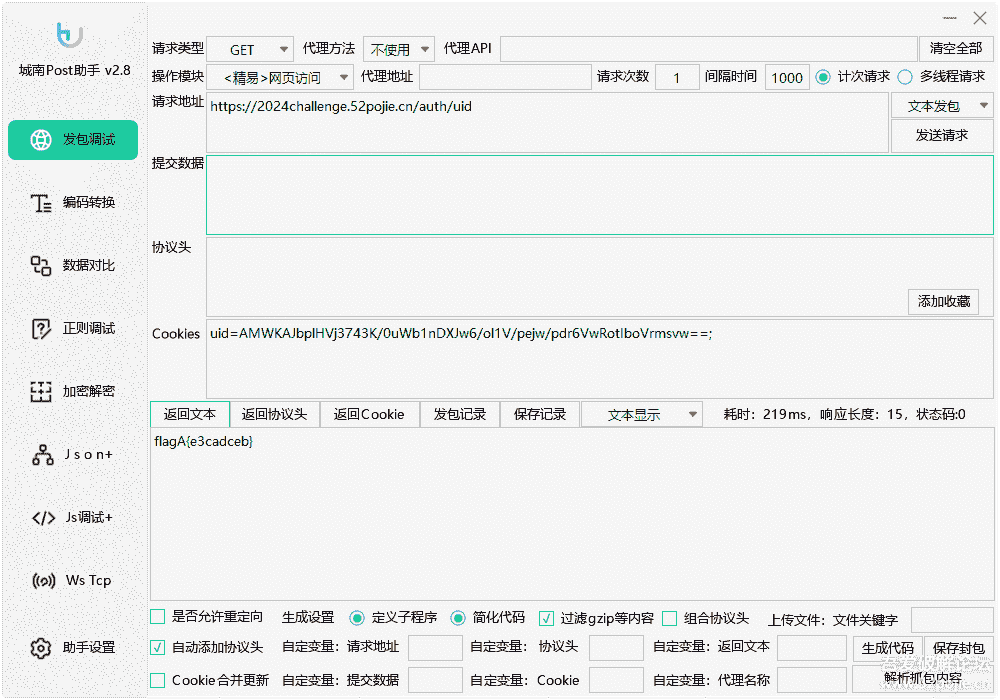 城南Post助手 v2.8
发包调试
编码转换
数据对比
正则调试
加密解密
Json+
Js调试+
Ws Tcp
助手设置
请求类型 GET 代理方法 不使用 代理API 清空全部
操作模块 <精易>网页访问 代理地址 请求次数 1 间隔时间 1000 计次请求 多线程请求
请求地址 https://2024challenge.52pojie.cn/auth/uid 文本发包
发送请求
提交数据
协议头
添加收藏
Cookies uid=AMWKAJbpIHVj3743K/0uWb1nDXJw6/ol1V/pejw/pdr6VwRotIboVrmsvw==;
返回文本 返回协议头 返回Cookie 发包记录 保存记录 文本显示 耗时：219ms，响应长度：15，状态码:0
flagA{e3cadceb}
是否允许重定向 生成设置 定义子程序 简化代码 过滤gzip等内容 组合协议头 上传文件：文件关键字
自动添加协议头 自定变量：请求地址 自定变量：协议头 自定变量：返回文本 生成代码 保存封包
Cookie合并更新 自定变量：提交数据 自定变量：Cookie 自定变量：代理名称 解析抓包内容